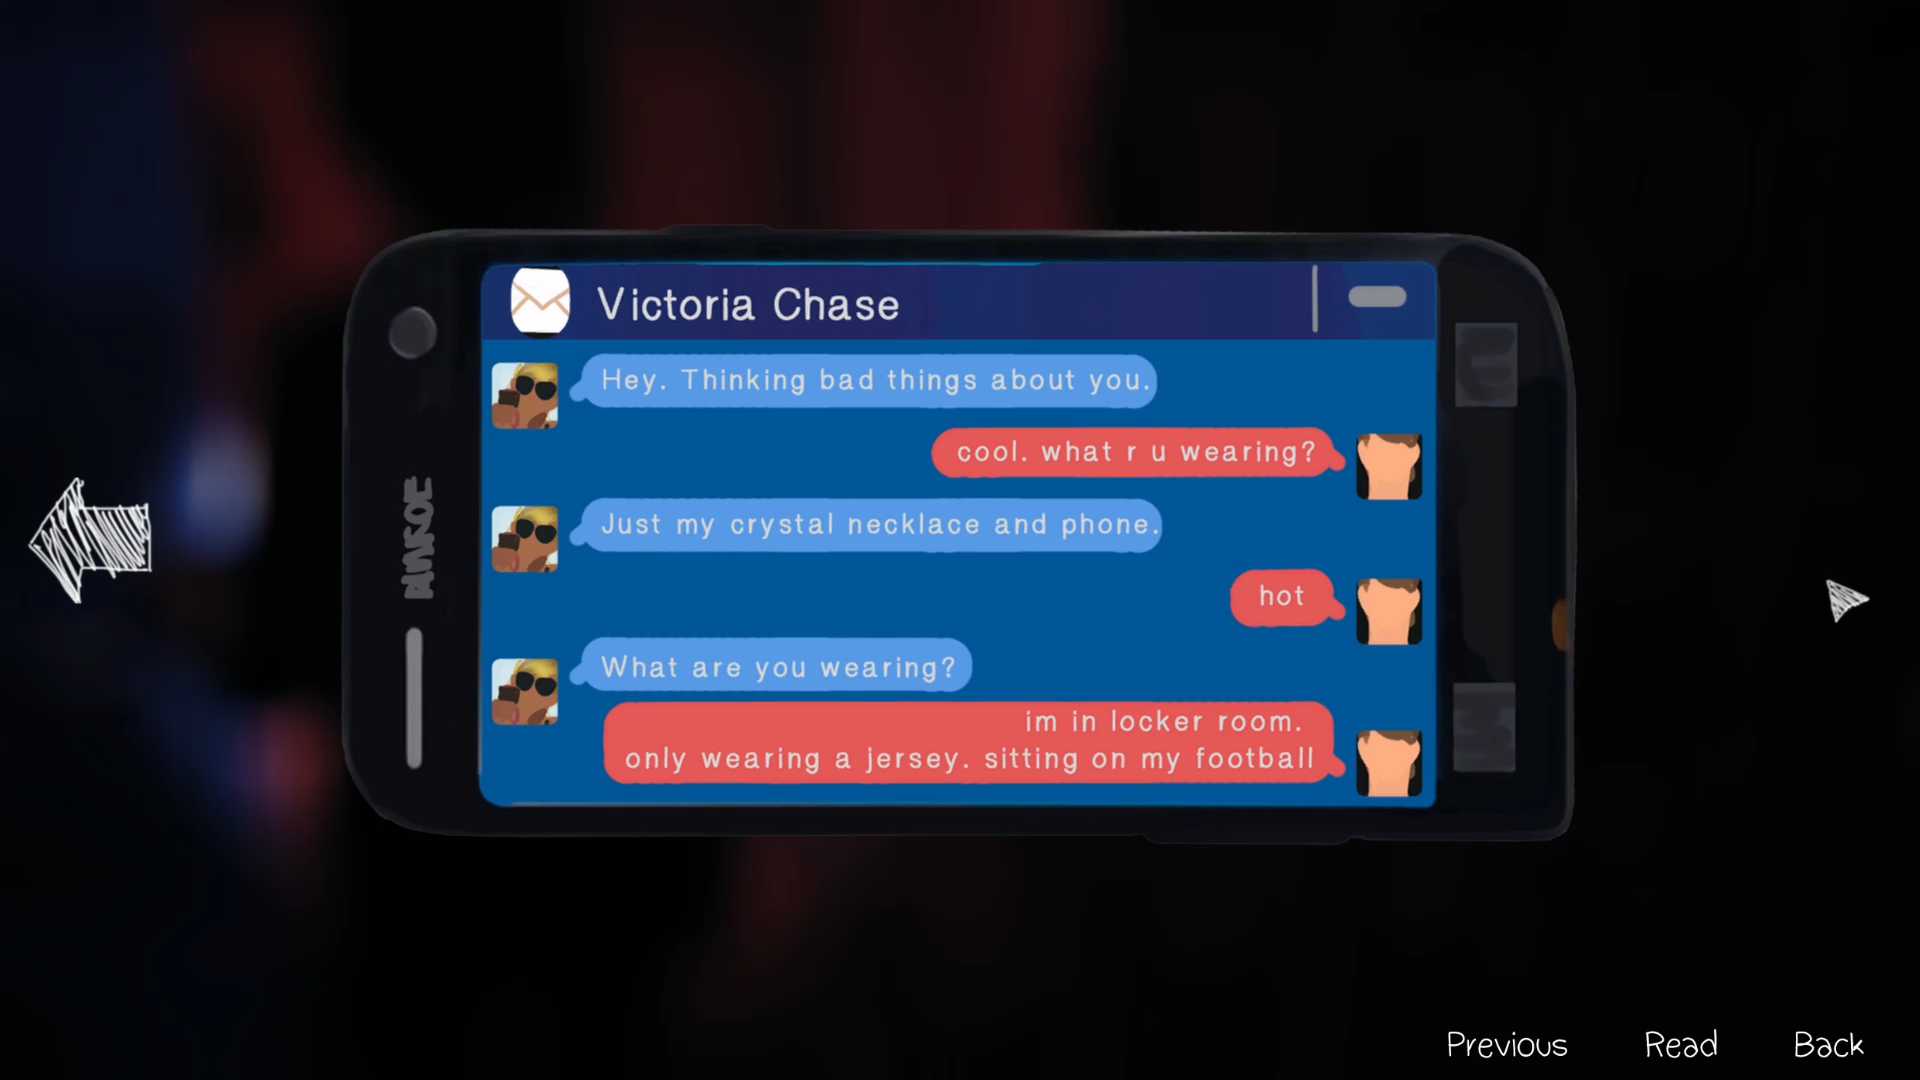 Victoria Chase
Hey. Thinking bad things about you.
cool. what r u wearing?
Just my crystal necklace and phone.
hot
What are you wearing?
im in locker room.
only wearing a jersey. sitting on my football
Previous
Read
Back